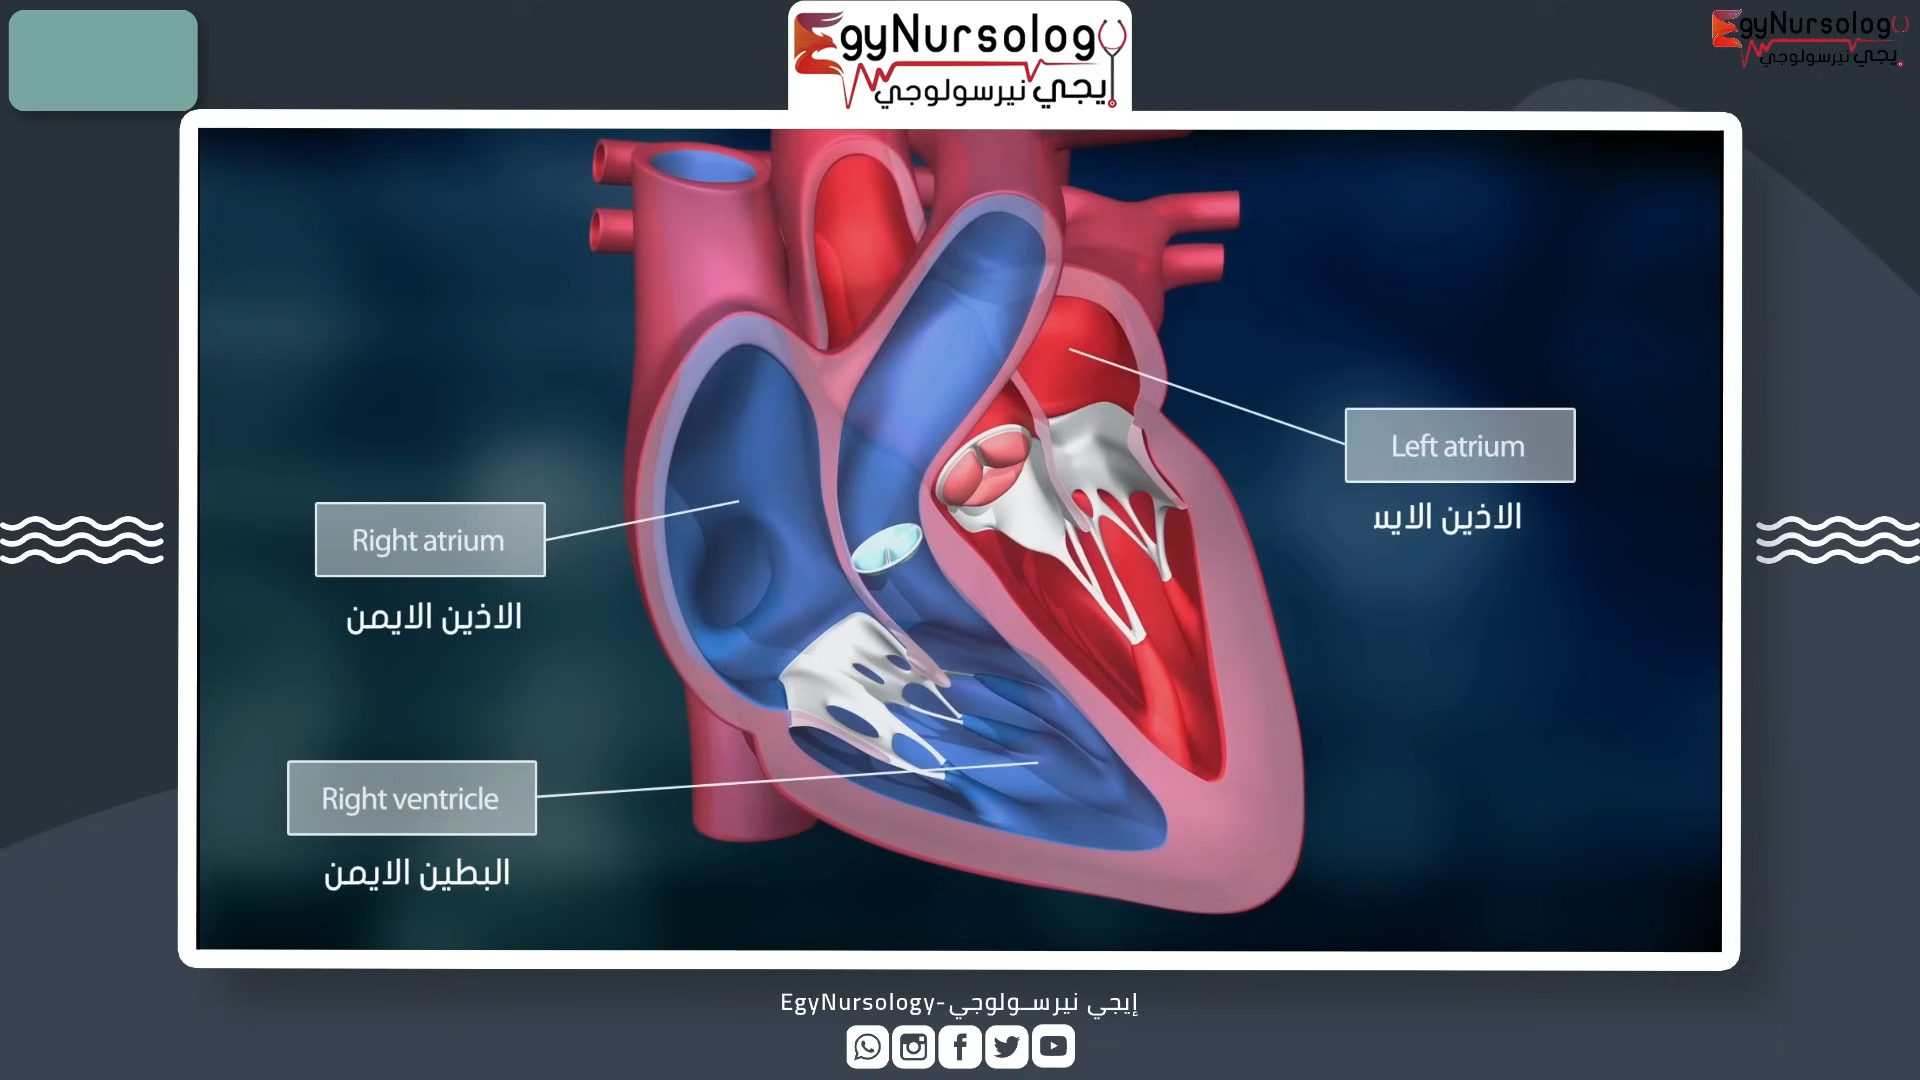 EgyNursology
إيجي نيرسولوجي
EgyNursology
إيجي نيرسولوجي
Left atrium
الاذين الايس
Right atrium
الاذين الايمن
Right ventricle
البطين الايمن
إيجي نيرســولوجي-EgyNursology